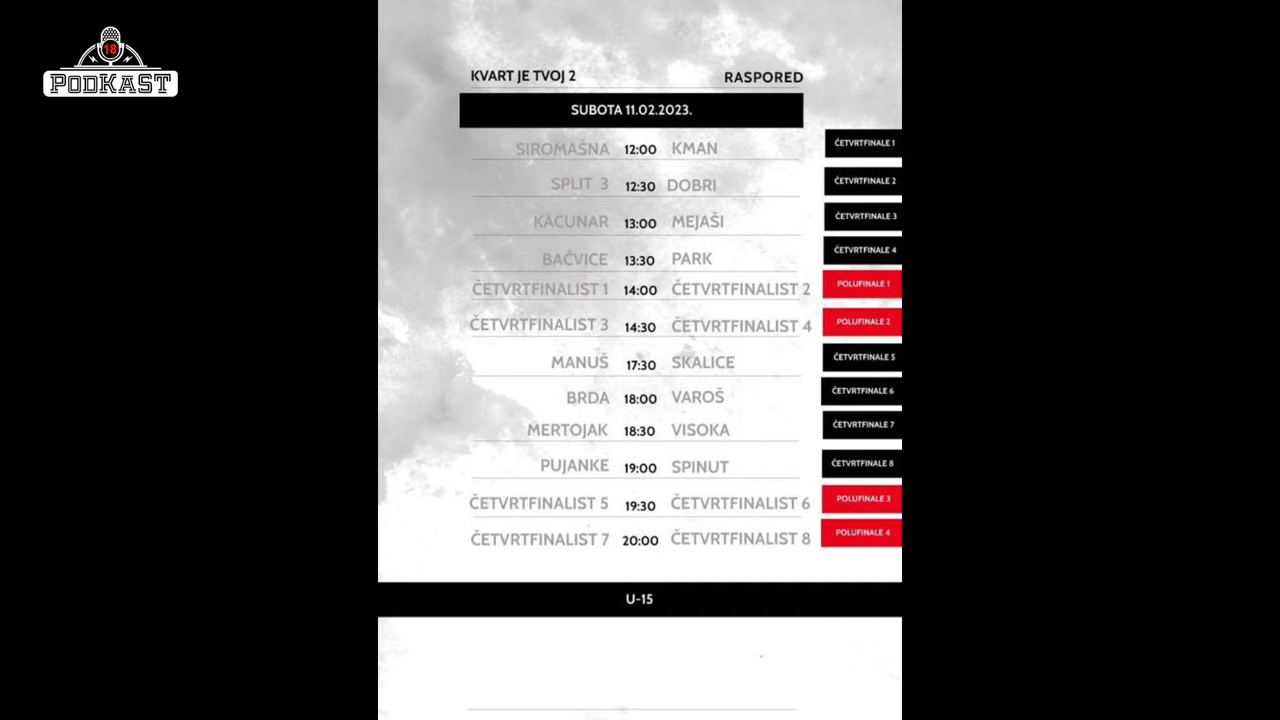 18
PODKAST
KVART JE TVOJ 2 RASPORED
SUBOTA 11.02.2023.
SIROMAŠNA 12:00 KMAN ČETVRTFINALE 1
SPLIT 3 12:30 DOBRI ČETVRTFINALE 2
KACUNAR 13:00 MEJAŠI ČETVRTFINALE 3
BAČVICE 13:30 PARK ČETVRTFINALE 4
ČETVRTFINALIST 1 14:00 ČETVRTFINALIST 2 POLUFINALE 1
ČETVRTFINALIST 3 14:30 ČETVRTFINALIST 4 POLUFINALE 2
MANUŠ 17:30 SKALICE ČETVRTFINALE 5
BRDA 18:00 VAROŠ ČETVRTFINALE 6
MERTOJAK 18:30 VISOKA ČETVRTFINALE 7
PUJANKE 19:00 SPINUT ČETVRTFINALE 8
ČETVRTFINALIST 5 19:30 ČETVRTFINALIST 6 POLUFINALE 3
ČETVRTFINALIST 7 20:00 ČETVRTFINALIST 8 POLUFINALE 4
U-15